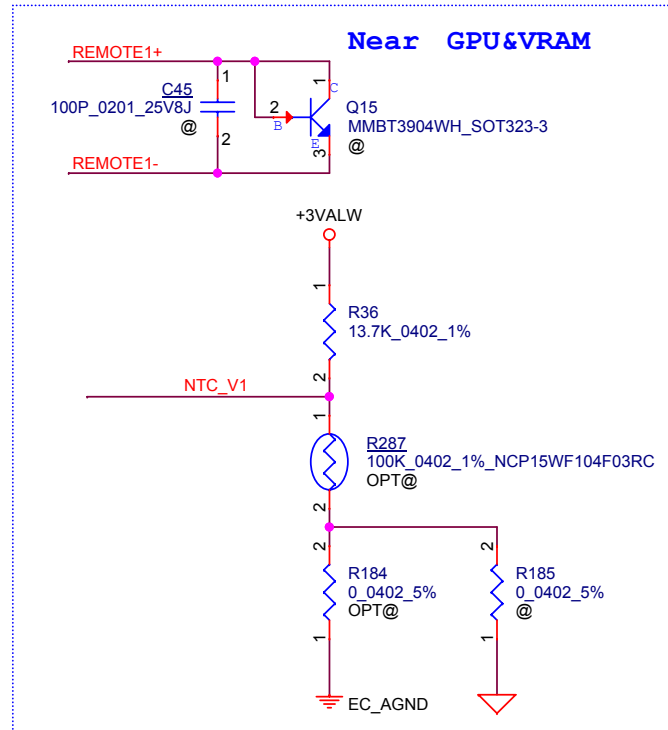 Near GPU&VRAM
REMOTE1+
1
1
C
C45
100P_0201_25V8J
@
2
2
B
E
3
Q15
MMBT3904WH_SOT323-3
@
REMOTE1-
+3VALW
1
R36
13.7K_0402_1%
2
NTC_V1
1
R287
100K_0402_1%_NCP15WF104F03RC
OPT@
2
2
R184
0_0402_5%
OPT@
1
2
R185
0_0402_5%
@
1
EC_AGND